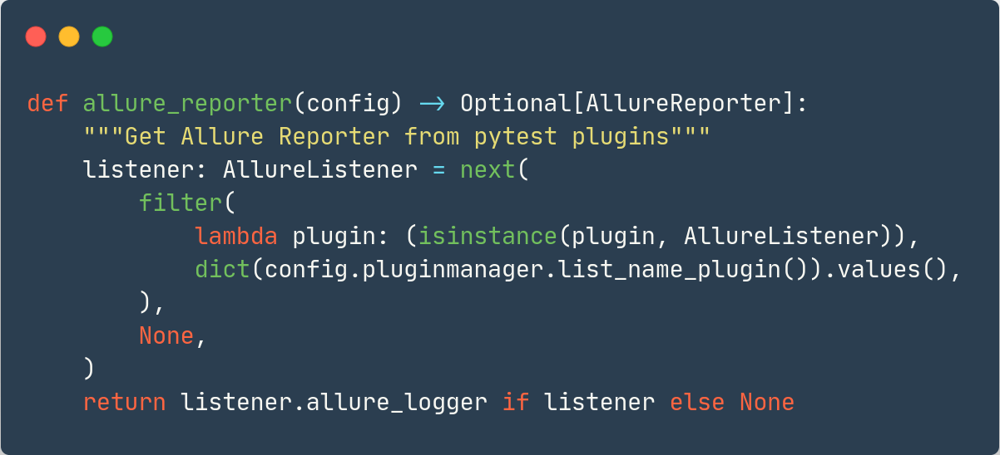 def allure_reporter(config) -> Optional[AllureReporter]:
    """Get Allure Reporter from pytest plugins"""
    listener: AllureListener = next(
        filter(
            lambda plugin: (isinstance(plugin, AllureListener)),
            dict(config.pluginmanager.list_name_plugin()).values(),
        ),
        None,
    )
    return listener.allure_logger if listener else None